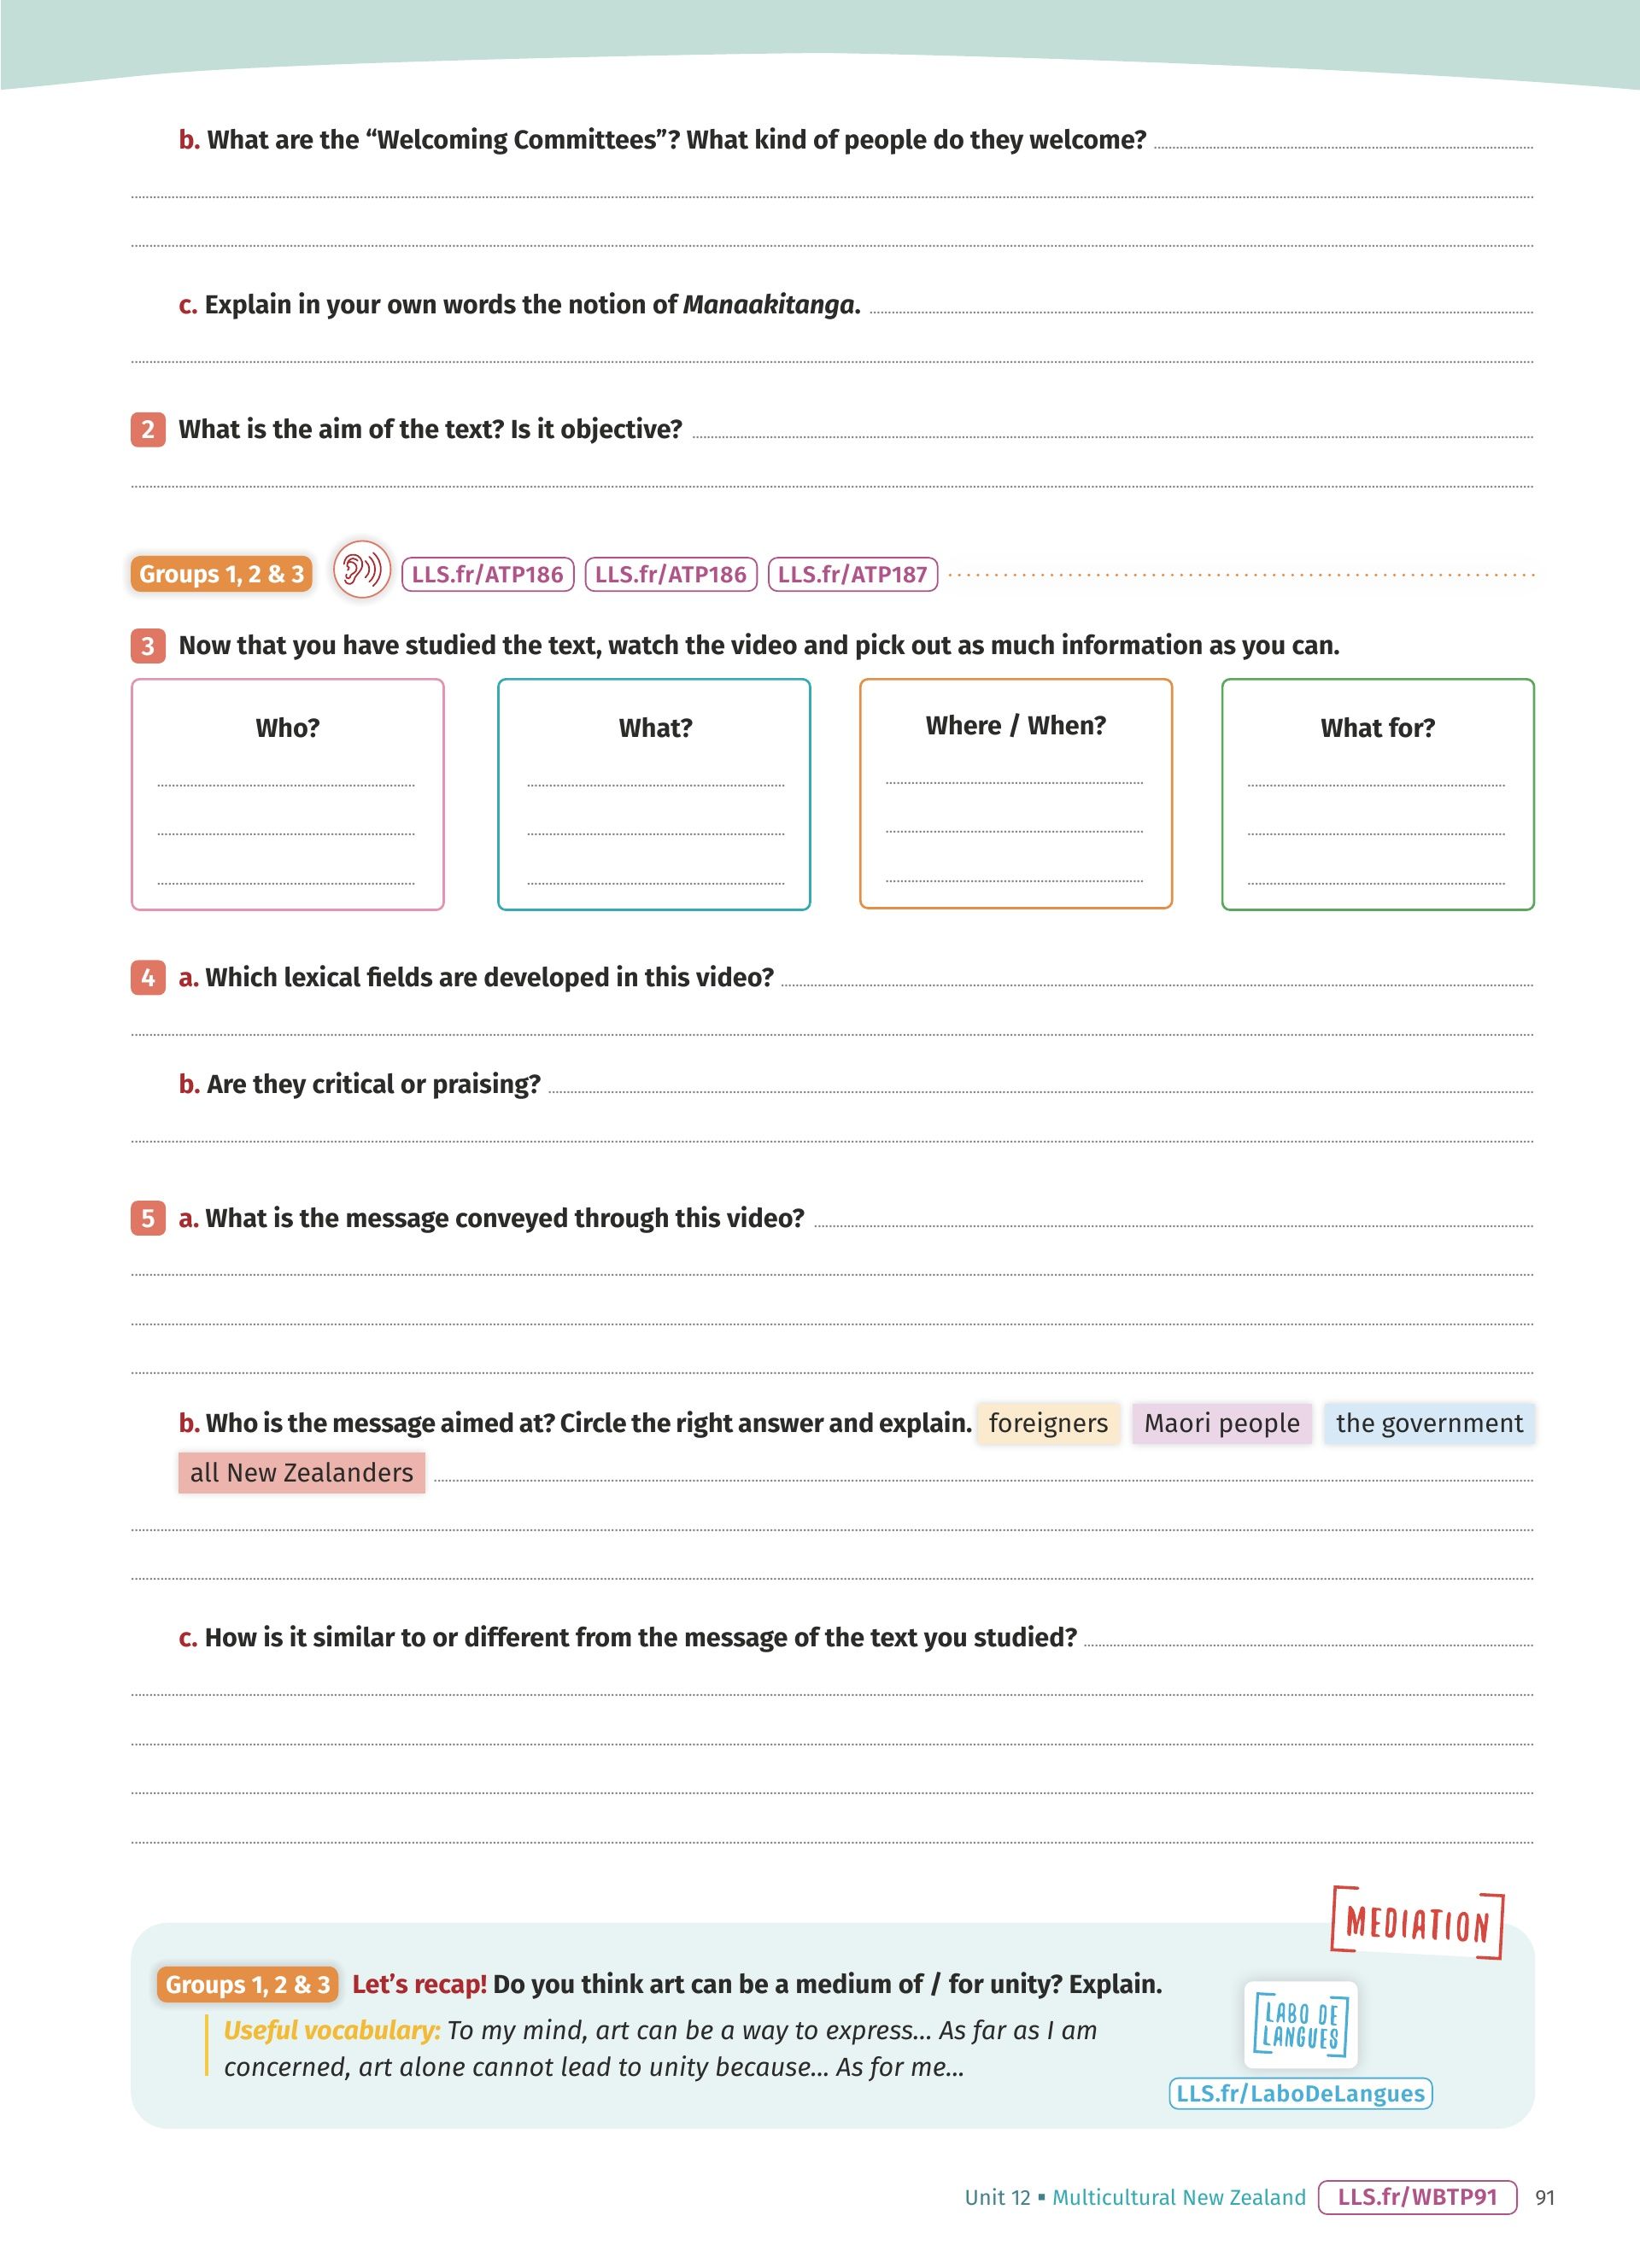 b. What are the “Welcoming Committees”? What kind of people do they welcome?
c. Explain in your own words the notion of Manaakitanga.
2 What is the aim of the text? Is it objective?
Groups 1, 2 & 3 LLS.fr/ATP186 LLS.fr/ATP186 LLS.fr/ATP187
3 Now that you have studied the text, watch the video and pick out as much information as you can.
Who? What? Where / When? What for?
4 a. Which lexical fields are developed in this video?
b. Are they critical or praising?
5 a. What is the message conveyed through this video?
b. Who is the message aimed at? Circle the right answer and explain. foreigners Maori people the government
all New Zealanders
c. How is it similar to or different from the message of the text you studied?
MEDIATION
Groups 1, 2 & 3 Let’s recap! Do you think art can be a medium of / for unity? Explain.
Useful vocabulary: To my mind, art can be a way to express... As far as I am
concerned, art alone cannot lead to unity because... As for me...
LABO DE
LANGUES
LLS.fr/LaboDeLangues
Unit 12 ▪ Multicultural New Zealand LLS.fr/WBTP91 91